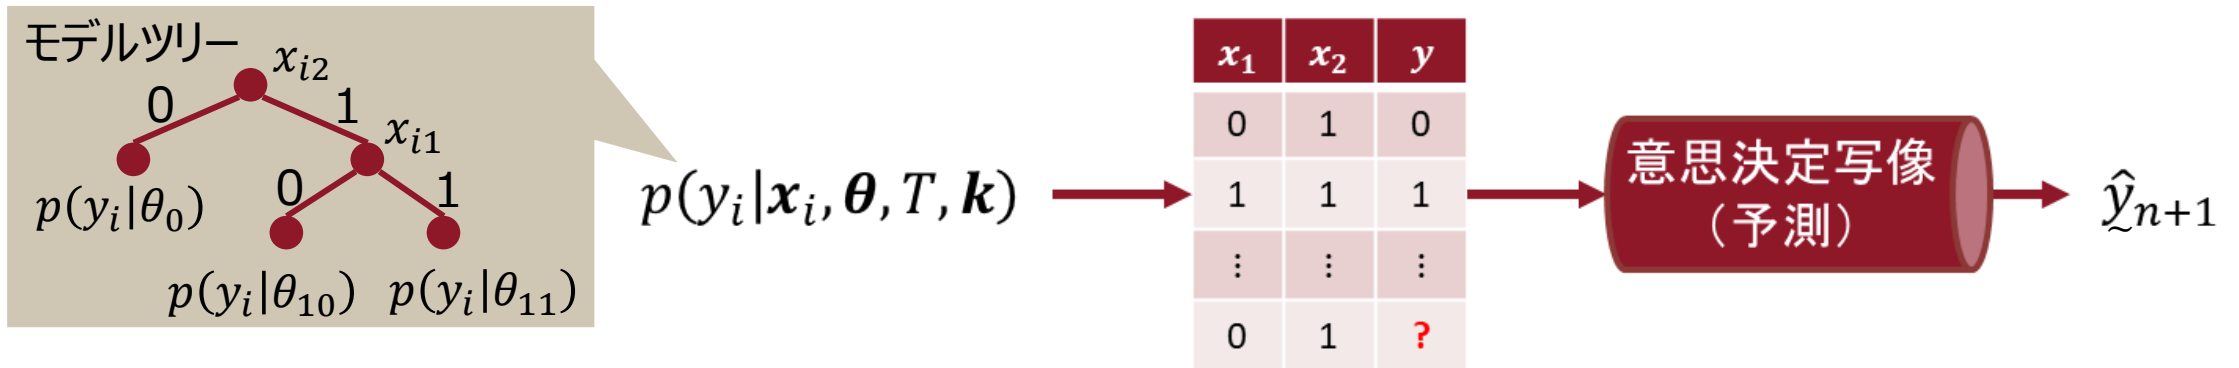 モデルツリー
x_{i2}
0 1
x_{i1}
p(y_i|θ_0)
0 1
p(y_i|θ_{10}) p(y_i|θ_{11})
p(y_i|𝒙_i, 𝜽, T, 𝒌)
x_1 x_2 y
0 1 0
1 1 1
⋮ ⋮ ⋮
0 1 ?
意思決定写像
（予測）
ŷ_{n+1}